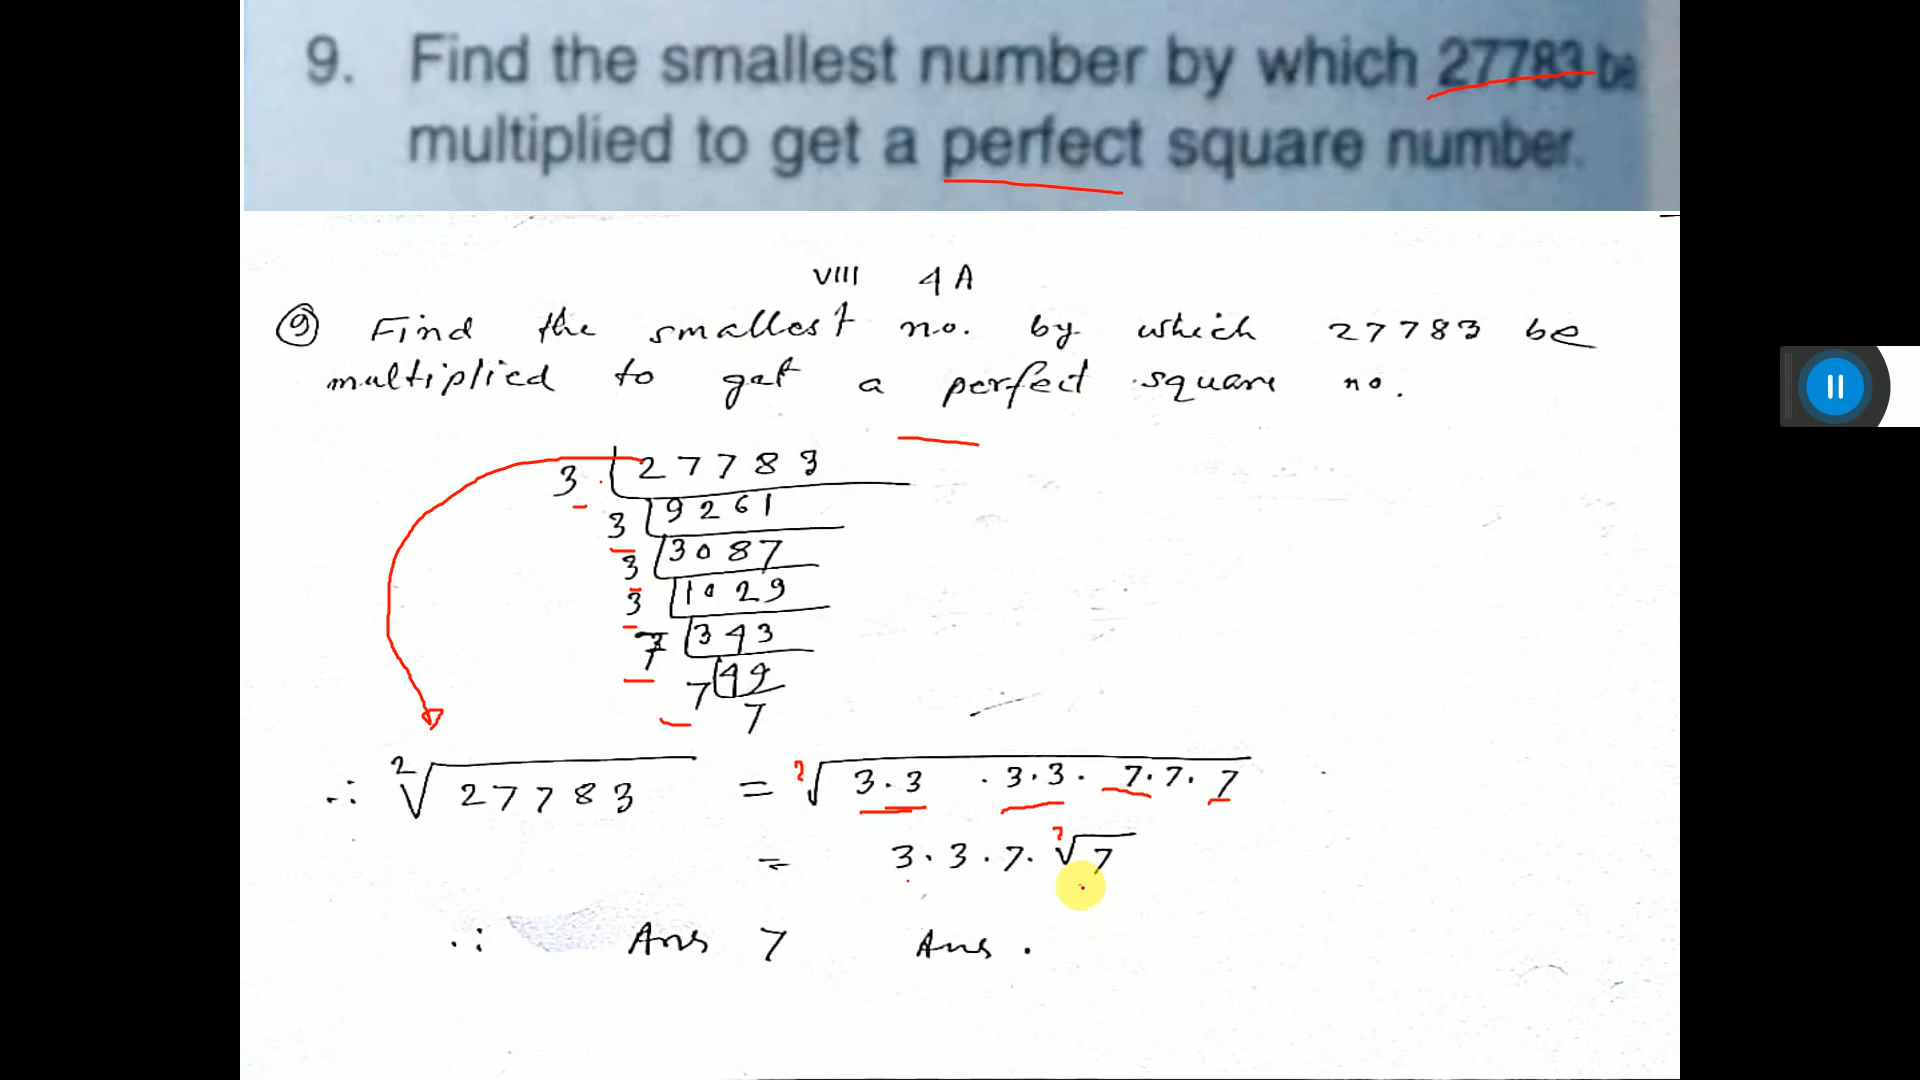 9. Find the smallest number by which 27783 be
multiplied to get a perfect square number.
VIII 4A
9 Find the smallest no. by which 27783 be
multiplied to get a perfect square no.
3 27783
3 9261
3 3087
3 1029
7 343
7 49
7
∴ 2√27783 = 2√3.3 . 3.3. 7.7.7
= 3.3.7. 2√7
∴ Ans 7 Ans.